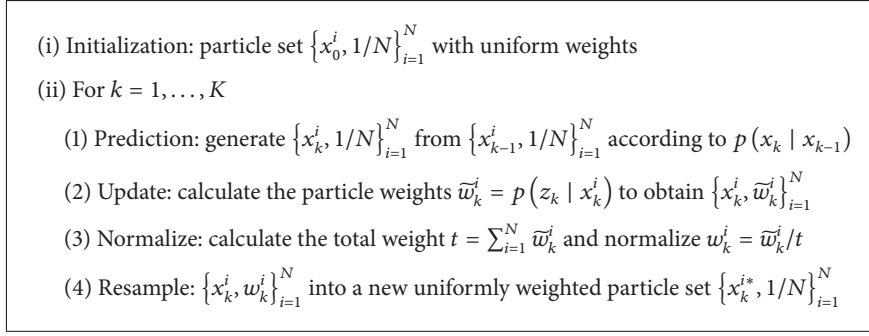 (i) Initialization: particle set {x_0^i, 1/N}_{i=1}^N with uniform weights
(ii) For k = 1, . . . , K
(1) Prediction: generate {x_k^i, 1/N}_{i=1}^N from {x_{k−1}^i, 1/N}_{i=1}^N according to p (x_k | x_{k−1})
(2) Update: calculate the particle weights w̃_k^i = p (z_k | x_k^i) to obtain {x_k^i, w̃_k^i}_{i=1}^N
(3) Normalize: calculate the total weight t = ∑_{i=1}^N w̃_k^i and normalize w_k^i = w̃_k^i/t
(4) Resample: {x_k^i, w_k^i}_{i=1}^N into a new uniformly weighted particle set {x_k^{i*}, 1/N}_{i=1}^N